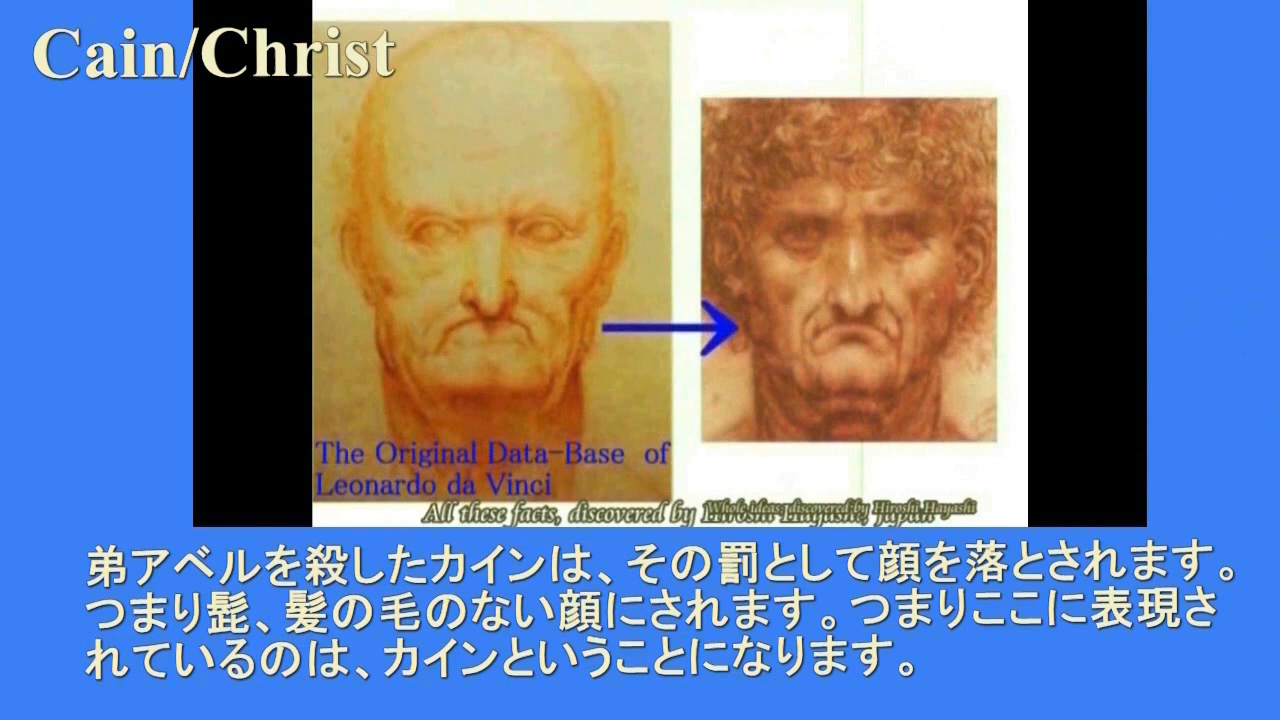 Cain/Christ
The Original Data-Base of
Leonardo da Vinci
Whole ideas discovered by Hiroshi Hayashi
All these facts, discovered by Hiroshi Hayashi, Japan
弟アベルを殺したカインは、その罰として顔を落とされます。
つまり髭、髪の毛のない顔にされます。つまりここに表現さ
れているのは、カインということになります。